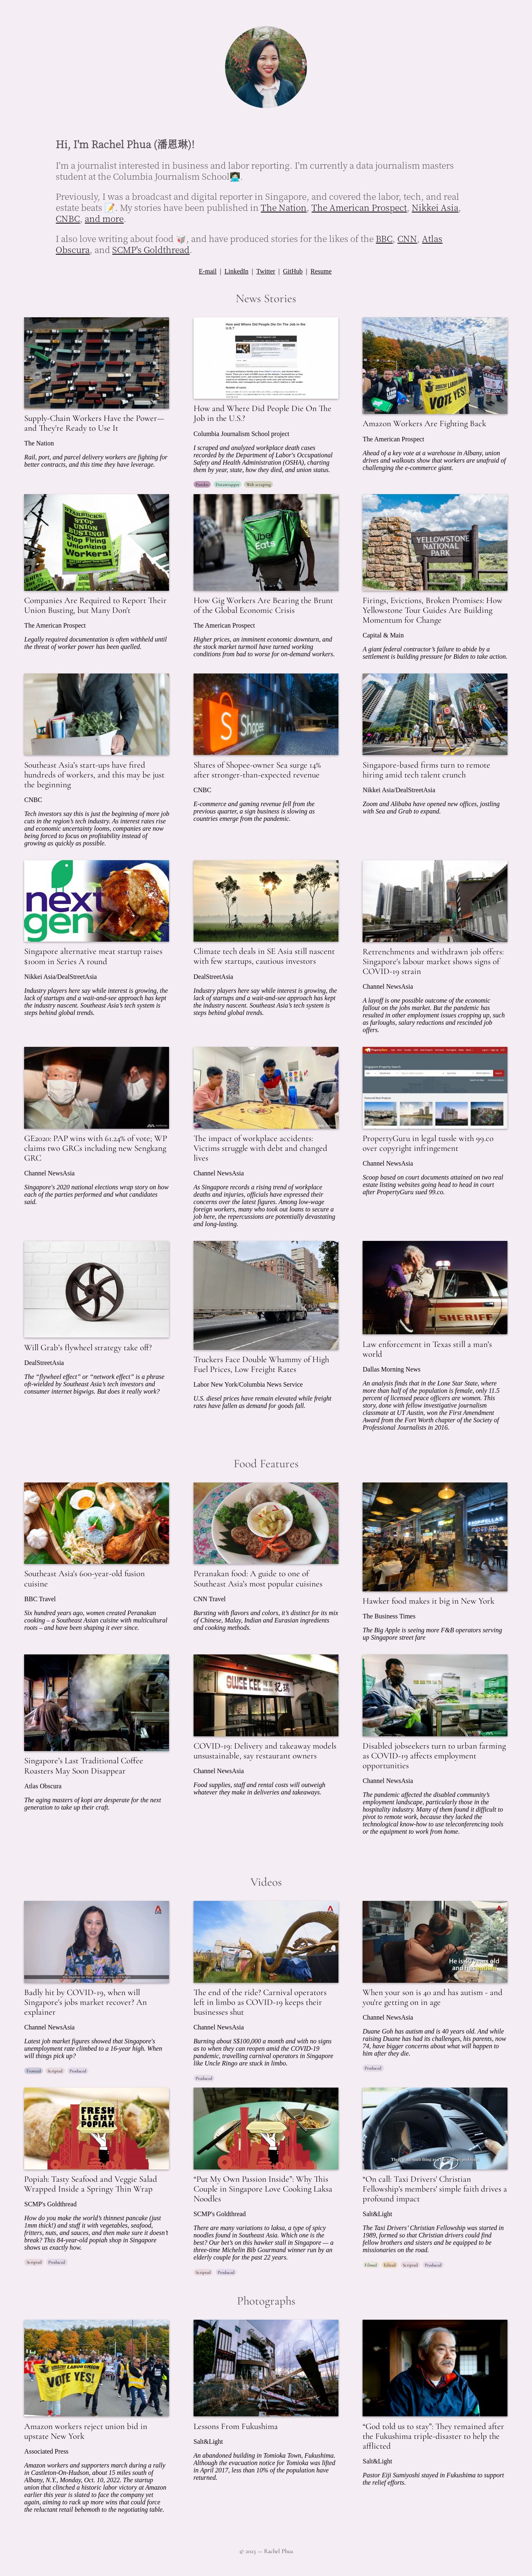 Hi, I'm Rachel Phua (潘恩琳)!
I'm a journalist interested in business and labor reporting. I'm currently a data journalism masters
student at the Columbia Journalism School👩🏻‍💻.
Previously, I was a broadcast and digital reporter in Singapore, and covered the labor, tech, and real
estate beats 📝. My stories have been published in The Nation, The American Prospect, Nikkei Asia,
CNBC, and more.
I also love writing about food 🥡, and have produced stories for the likes of the BBC, CNN, Atlas
Obscura, and SCMP's Goldthread.
E-mail | LinkedIn | Twitter | GitHub | Resume
News Stories
Supply-Chain Workers Have the Power—
and They're Ready to Use It
The Nation
Rail, port, and parcel delivery workers are fighting for
better contracts, and this time they have leverage.
How and Where Did People Die On The
Job in the U.S.?
Columbia Journalism School project
I scraped and analyzed workplace death cases
recorded by the Department of Labor's Occupational
Safety and Health Administration (OSHA), charting
them by year, state, how they died, and union status.
Pandas Datawrapper Web scraping
AMAZON LABOR UNION
VOTE YES!
Amazon Workers Are Fighting Back
The American Prospect
Ahead of a key vote at a warehouse in Albany, union
drives and walkouts show that workers are unafraid of
challenging the e-commerce giant.
STARBUCKS:
STOP
UNION
BUSTING!
Stop Firing
Unionizing
Workers!
Companies Are Required to Report Their
Union Busting, but Many Don't
The American Prospect
Legally required documentation is often withheld until
the threat of worker power has been quelled.
Uber
Eats
How Gig Workers Are Bearing the Brunt
of the Global Economic Crisis
The American Prospect
Higher prices, an imminent economic downturn, and
the stock market turmoil have turned working
conditions from bad to worse for on-demand workers.
YELLOWSTONE
NATIONAL
PARK
Firings, Evictions, Broken Promises: How
Yellowstone Tour Guides Are Building
Momentum for Change
Capital & Main
A giant federal contractor's failure to abide by a
settlement is building pressure for Biden to take action.
Southeast Asia's start-ups have fired
hundreds of workers, and this may be just
the beginning
CNBC
Tech investors say this is just the beginning of more job
cuts in the region's tech industry. As interest rates rise
and economic uncertainty looms, companies are now
being forced to focus on profitability instead of
growing as quickly as possible.
Shopee
Shares of Shopee-owner Sea surge 14%
after stronger-than-expected revenue
CNBC
E-commerce and gaming revenue fell from the
previous quarter, a sign business is slowing as
countries emerge from the pandemic.
Singapore-based firms turn to remote
hiring amid tech talent crunch
Nikkei Asia/DealStreetAsia
Zoom and Alibaba have opened new offices, jostling
with Sea and Grab to expand.
next
gen
Singapore alternative meat startup raises
$100m in Series A round
Nikkei Asia/DealStreetAsia
Industry players here say while interest is growing, the
lack of startups and a wait-and-see approach has kept
the industry nascent. Southeast Asia's tech system is
steps behind global trends.
Climate tech deals in SE Asia still nascent
with few startups, cautious investors
DealStreetAsia
Industry players here say while interest is growing, the
lack of startups and a wait-and-see approach has kept
the industry nascent. Southeast Asia's tech system is
steps behind global trends.
Retrenchments and withdrawn job offers:
Singapore's labour market shows signs of
COVID-19 strain
Channel NewsAsia
A layoff is one possible outcome of the economic
fallout on the jobs market. But the pandemic has
resulted in other employment issues cropping up, such
as furloughs, salary reductions and rescinded job
offers.
GE2020: PAP wins with 61.24% of vote; WP
claims two GRCs including new Sengkang
GRC
Channel NewsAsia
Singapore's 2020 national elections wrap story on how
each of the parties performed and what candidates
said.
The impact of workplace accidents:
Victims struggle with debt and changed
lives
Channel NewsAsia
As Singapore records a rising trend of workplace
deaths and injuries, officials have expressed their
concerns over the latest figures. Among low-wage
foreign workers, many who took out loans to secure a
job here, the repercussions are potentially devastating
and long-lasting.
PropertyGuru in legal tussle with 99.co
over copyright infringement
Channel NewsAsia
Scoop based on court documents attained on two real
estate listing websites going head to head in court
after PropertyGuru sued 99.co.
Will Grab's flywheel strategy take off?
DealStreetAsia
The “flywheel effect” or “network effect” is a phrase
oft-wielded by Southeast Asia's tech investors and
consumer internet bigwigs. But does it really work?
Truckers Face Double Whammy of High
Fuel Prices, Low Freight Rates
Labor New York/Columbia News Service
U.S. diesel prices have remain elevated while freight
rates have fallen as demand for goods fall.
SHERIFF
Law enforcement in Texas still a man's
world
Dallas Morning News
An analysis finds that in the Lone Star State, where
more than half of the population is female, only 11.5
percent of licensed peace officers are women. This
story, done with fellow investigative journalism
classmate at UT Austin, won the First Amendment
Award from the Fort Worth chapter of the Society of
Professional Journalists in 2016.
Food Features
Southeast Asia's 600-year-old fusion
cuisine
BBC Travel
Six hundred years ago, women created Peranakan
cooking – a Southeast Asian cuisine with multicultural
roots – and have been shaping it ever since.
Peranakan food: A guide to one of
Southeast Asia's most popular cuisines
CNN Travel
Bursting with flavors and colors, it's distinct for its mix
of Chinese, Malay, Indian and Eurasian ingredients
and cooking methods.
Hawker food makes it big in New York
The Business Times
The Big Apple is seeing more F&B operators serving
up Singapore street fare
Singapore's Last Traditional Coffee
Roasters May Soon Disappear
Atlas Obscura
The aging masters of kopi are desperate for the next
generation to take up their craft.
SWEE CHOON
COVID-19: Delivery and takeaway models
unsustainable, say restaurant owners
Channel NewsAsia
Food supplies, staff and rental costs will outweigh
whatever they make in deliveries and takeaways.
Disabled jobseekers turn to urban farming
as COVID-19 affects employment
opportunities
Channel NewsAsia
The pandemic affected the disabled community's
employment landscape, particularly those in the
hospitality industry. Many of them found it difficult to
pivot to remote work, because they lacked the
technological know-how to use teleconferencing tools
or the equipment to work from home.
Videos
Badly hit by COVID-19, when will
Singapore's jobs market recover? An
explainer
Channel NewsAsia
Latest job market figures showed that Singapore's
unemployment rate climbed to a 16-year high. When
will things pick up?
Scripted Produced
The end of the ride? Carnival operators
left in limbo as COVID-19 keeps their
businesses shut
Channel NewsAsia
Burning about S$100,000 a month and with no signs
as to when they can reopen amid the COVID-19
pandemic, travelling carnival operators in Singapore
like Uncle Ringo are stuck in limbo.
Produced
When your son is 40 and has autism - and
you're getting on in age
Channel NewsAsia
Duane Goh has autism and is 40 years old. And while
raising Duane has had its challenges, his parents, now
74, have bigger concerns about what will happen to
him after they die.
Produced
FRESH
LIGHT
POPIAH
Popiah: Tasty Seafood and Veggie Salad
Wrapped Inside a Springy Thin Wrap
SCMP's Goldthread
How do you make the world's thinnest pancake (just
1mm thick!) and stuff it with vegetables, seafood,
fritters, nuts, and sauces, and then make sure it doesn't
break? This 84-year-old popiah shop in Singapore
shows us exactly how.
Scripted Produced
“Put My Own Passion Inside”: Why This
Couple in Singapore Love Cooking Laksa
Noodles
SCMP's Goldthread
There are many variations to laksa, a type of spicy
noodles found in Southeast Asia. Which one is the
best? Our bet's on this hawker stall in Singapore — a
three-time Michelin Bib Gourmand winner run by an
elderly couple for the past 22 years.
Scripted Produced
“On call: Taxi Drivers' Christian
Fellowship's members' simple faith drives a
profound impact
Salt&Light
The Taxi Drivers' Christian Fellowship was started in
1989, formed so that Christian drivers could find
fellow brothers and sisters and be equipped to be
missionaries on the road.
Filmed Edited Scripted Produced
Photographs
AMAZON LABOR UNION
VOTE YES!
Amazon workers reject union bid in
upstate New York
Associated Press
Amazon workers and supporters march during a rally
in Castleton-On-Hudson, about 15 miles south of
Albany, N.Y., Monday, Oct. 10, 2022. The startup
union that clinched a historic labor victory at Amazon
earlier this year is slated to face the company yet
again, aiming to rack up more wins that could force
the reluctant retail behemoth to the negotiating table.
Lessons From Fukushima
Salt&Light
An abandoned building in Tomioka Town, Fukushima.
Although the evacuation notice for Tomioka was lifted
in April 2017, less than 10% of the population have
returned.
“God told us to stay”: They remained after
the Fukushima triple-disaster to help the
afflicted
Salt&Light
Pastor Eiji Sumiyoshi stayed in Fukushima to support
the relief efforts.
© 2023 — Rachel Phua